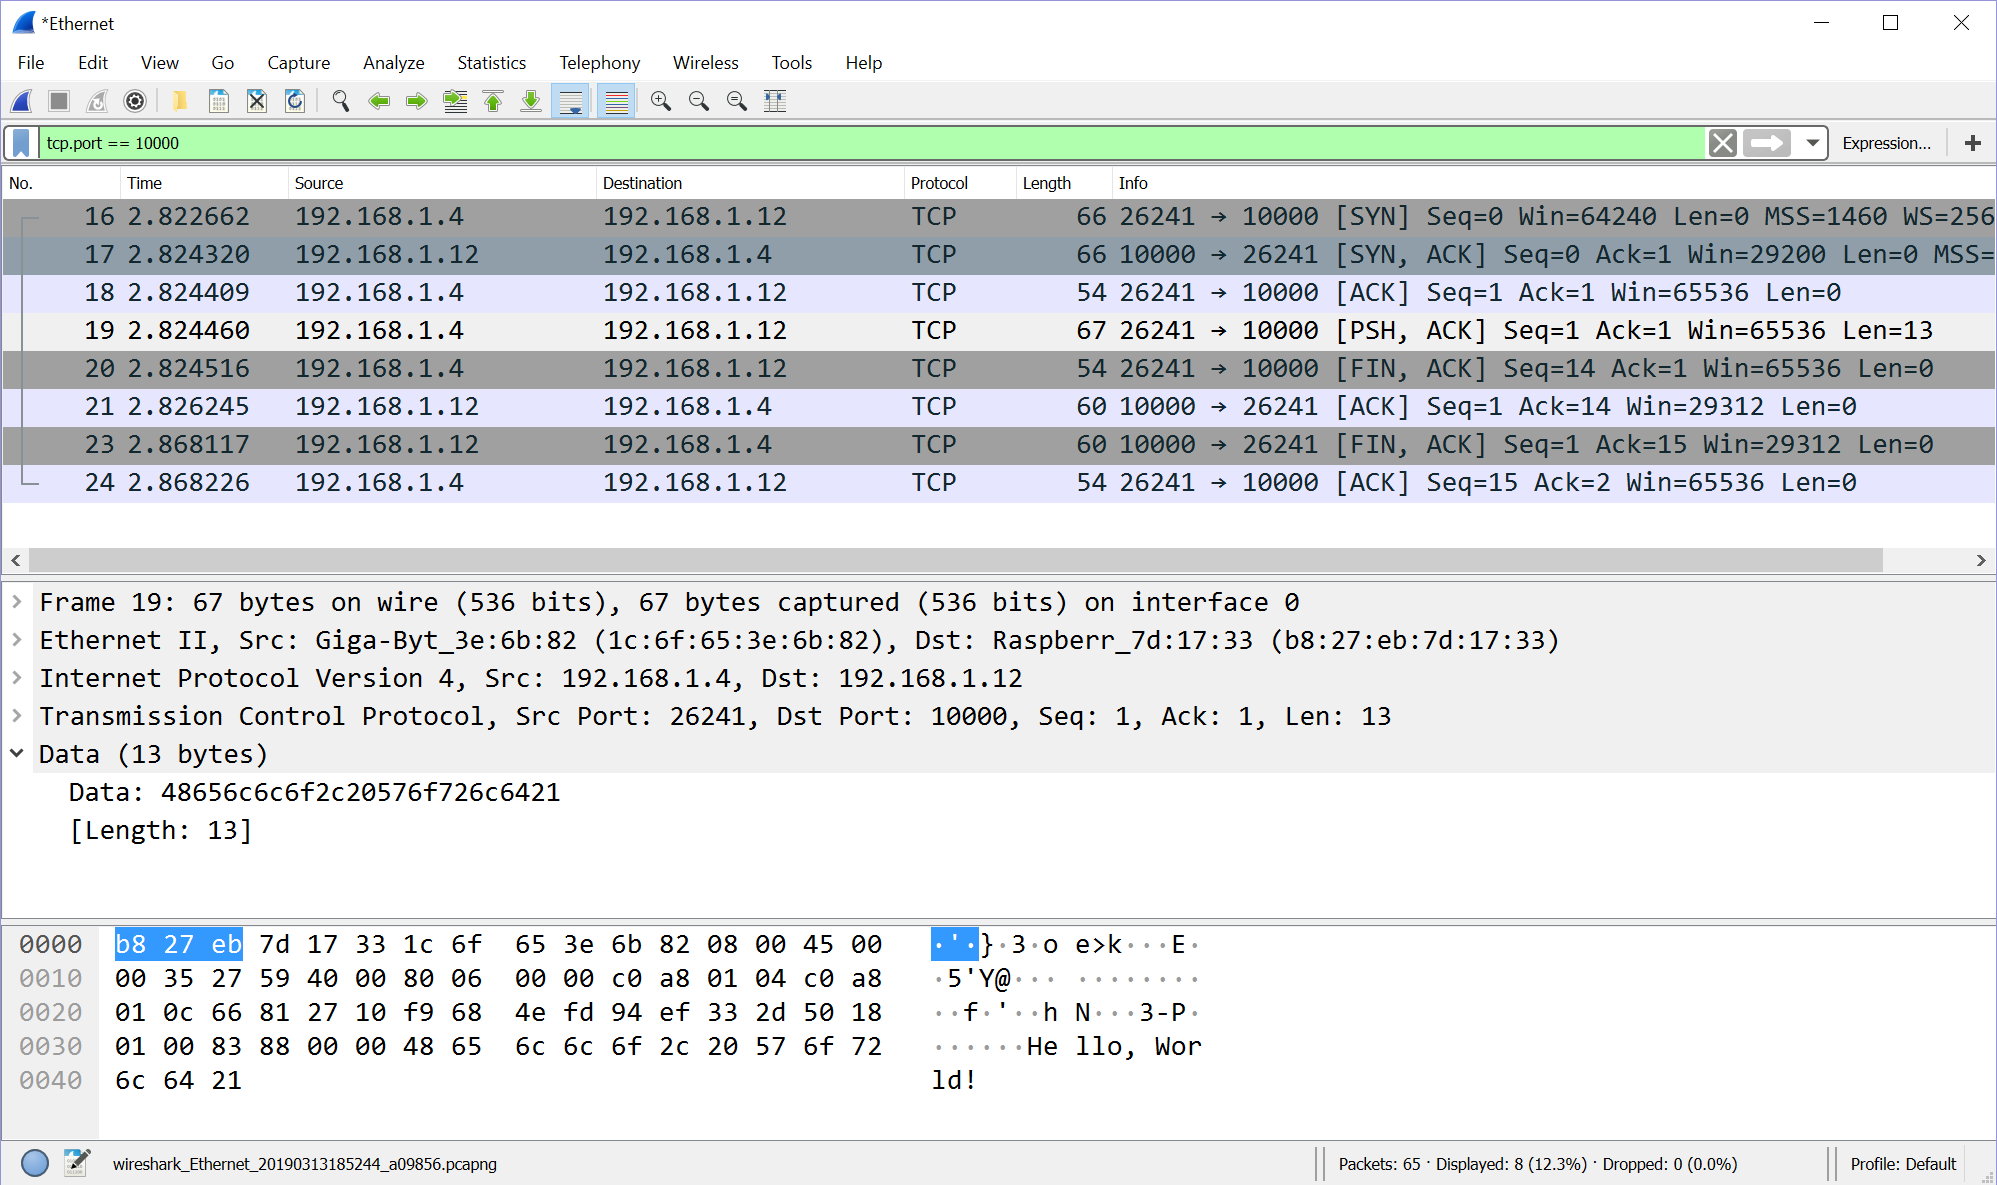 *Ethernet
File Edit View Go Capture Analyze Statistics Telephony Wireless Tools Help
tcp.port == 10000 Expression... +
No. Time Source Destination Protocol Length Info
16 2.822662 192.168.1.4 192.168.1.12 TCP 66 26241 → 10000 [SYN] Seq=0 Win=64240 Len=0 MSS=1460 WS=256
17 2.824320 192.168.1.12 192.168.1.4 TCP 66 10000 → 26241 [SYN, ACK] Seq=0 Ack=1 Win=29200 Len=0 MSS=
18 2.824409 192.168.1.4 192.168.1.12 TCP 54 26241 → 10000 [ACK] Seq=1 Ack=1 Win=65536 Len=0
19 2.824460 192.168.1.4 192.168.1.12 TCP 67 26241 → 10000 [PSH, ACK] Seq=1 Ack=1 Win=65536 Len=13
20 2.824516 192.168.1.4 192.168.1.12 TCP 54 26241 → 10000 [FIN, ACK] Seq=14 Ack=1 Win=65536 Len=0
21 2.826245 192.168.1.12 192.168.1.4 TCP 60 10000 → 26241 [ACK] Seq=1 Ack=14 Win=29312 Len=0
23 2.868117 192.168.1.12 192.168.1.4 TCP 60 10000 → 26241 [FIN, ACK] Seq=1 Ack=15 Win=29312 Len=0
24 2.868226 192.168.1.4 192.168.1.12 TCP 54 26241 → 10000 [ACK] Seq=15 Ack=2 Win=65536 Len=0
Frame 19: 67 bytes on wire (536 bits), 67 bytes captured (536 bits) on interface 0
Ethernet II, Src: Giga-Byt_3e:6b:82 (1c:6f:65:3e:6b:82), Dst: Raspberr_7d:17:33 (b8:27:eb:7d:17:33)
Internet Protocol Version 4, Src: 192.168.1.4, Dst: 192.168.1.12
Transmission Control Protocol, Src Port: 26241, Dst Port: 10000, Seq: 1, Ack: 1, Len: 13
Data (13 bytes)
Data: 48656c6c6f2c20576f726c6421
[Length: 13]
0000 b8 27 eb 7d 17 33 1c 6f 65 3e 6b 82 08 00 45 00 ·'·}·3·o e>k···E·
0010 00 35 27 59 40 00 80 06 00 00 c0 a8 01 04 c0 a8 ·5'Y@··· ········
0020 01 0c 66 81 27 10 f9 68 4e fd 94 ef 33 2d 50 18 ··f·'··h N···3-P·
0030 01 00 83 88 00 00 48 65 6c 6c 6f 2c 20 57 6f 72 ······He llo, Wor
0040 6c 64 21 ld!
wireshark_Ethernet_20190313185244_a09856.pcapng Packets: 65 · Displayed: 8 (12.3%) · Dropped: 0 (0.0%) Profile: Default